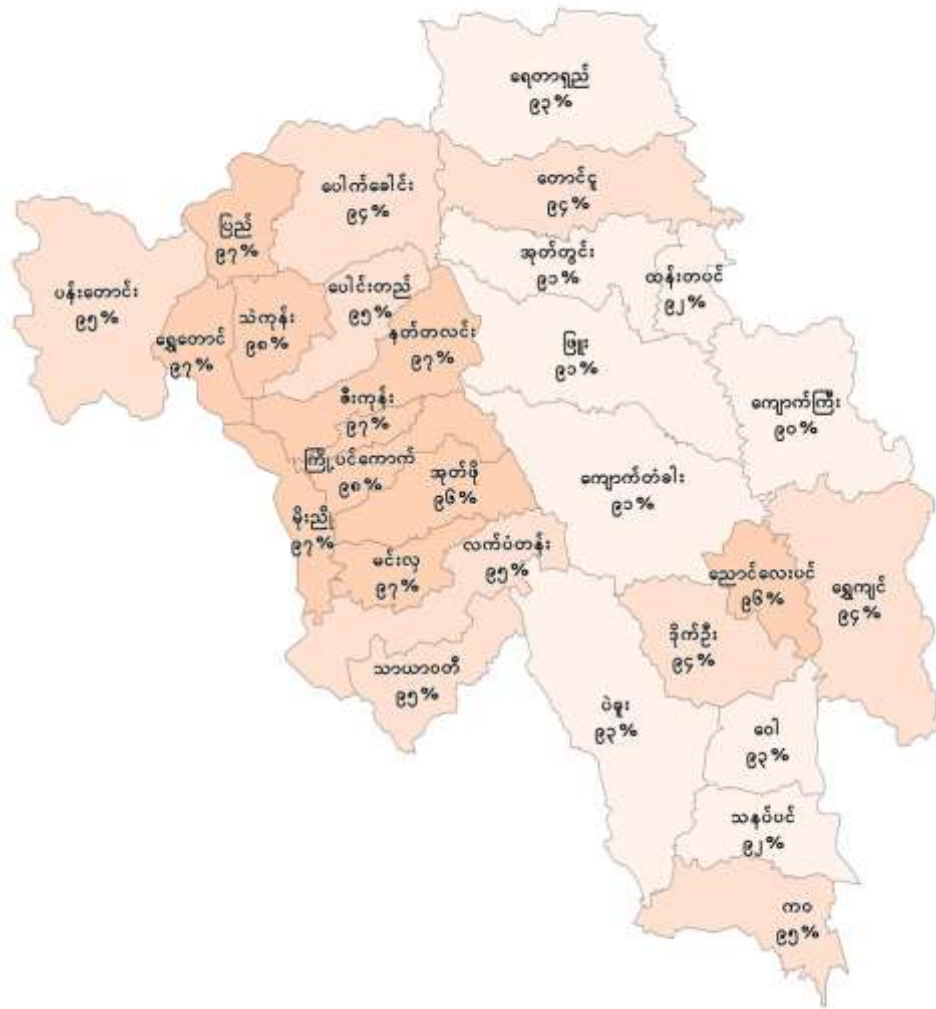 ရေတာရှည်
၉၃%
တောင်ငူ
၉၄%
ပေါက်ခေါင်း
၉၄%
ပြည်
၉၇%
အုတ်တွင်း
၉၁%
ထန်းတပင်
၉၂%
ပန်းတောင်း
၉၅%
ပေါင်းတည်
၉၅%
သဲကုန်း
၉၈%
နတ်တလင်း
၉၇%
ရွှေတောင်
၉၇%
ဖြူး
၉၁%
ကျောက်ကြီး
၉၀%
ဇီးကုန်း
၉၇%
ကြို့ပင်ကောက်
၉၈%
အုတ်ဖို
၉၆%
ကျောက်တံခါး
၉၁%
မိုးညို
၉၇%
မင်းလှ
၉၇%
လက်ပံတန်း
၉၅%
ညောင်လေးပင်
၉၆%
ရွှေကျင်
၉၄%
ဒိုက်ဦး
၉၄%
သာယာဝတီ
၉၅%
ပဲခူး
၉၃%
ဝေါ
၉၃%
သနပ်ပင်
၉၂%
ကဝ
၉၅%